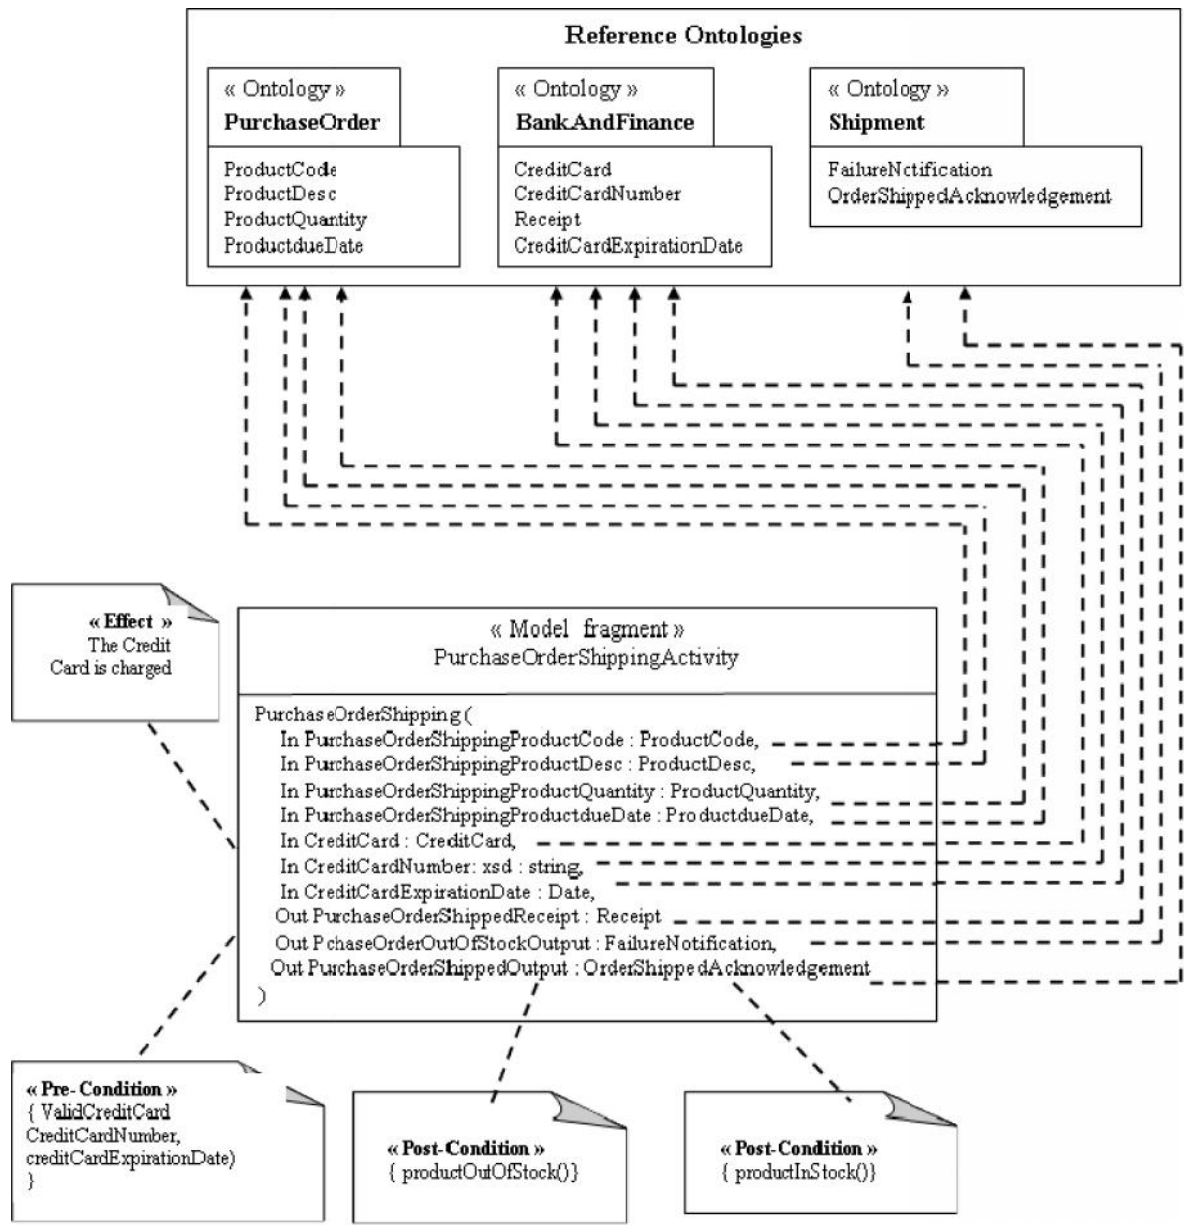 Reference Ontologies
« Ontology »
PurchaseOrder
ProductCode
ProductDesc
ProductQuantity
ProductdueDate
« Ontology »
BankAndFinance
CreditCard
CreditCardNumber
Receipt
CreditCardExpirationDate
« Ontology »
Shipment
FailureNotification
OrderShippedAcknowledgement
« Effect »
The Credit
Card is charged
« Model fragment »
PurchaseOrderShippingActivity
PurchaseOrderShipping (
In PurchaseOrderShippingProductCode : ProductCode,
In PurchaseOrderShippingProductDesc : ProductDesc,
In PurchaseOrderShippingProductQuantity : ProductQuantity,
In PurchaseOrderShippingProductdueDate : ProductdueDate,
In CreditCard : CreditCard,
In CreditCardNumber: xsd : string,
In CreditCardExpirationDate : Date,
Out PurchaseOrderShippedReceipt : Receipt
Out PchaseOrderOutOfStockOutput : FailureNotification,
Out PurchaseOrderShippedOutput : OrderShippedAcknowledgement
)
« Pre- Condition »
{ ValidCreditCard
CreditCardNumber,
creditCardExpirationDate)
}
« Post-Condition »
{ productOutOfStock()}
« Post-Condition »
{ productInStock()}